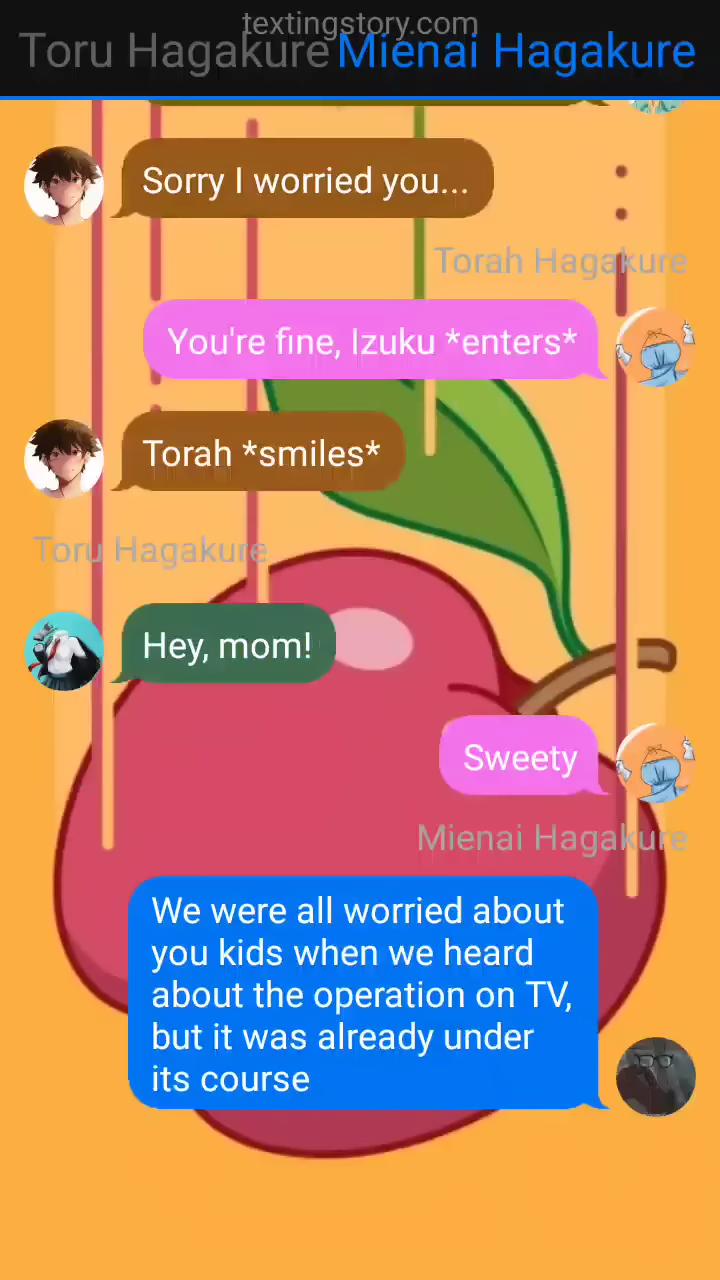 textingstory.com
Toru Hagakure Mienai Hagakure
Sorry I worried you...
Torah Hagakure
You're fine, Izuku *enters*
Torah *smiles*
Toru Hagakure
Hey, mom!
Sweety
Mienai Hagakure
We were all worried about
you kids when we heard
about the operation on TV,
but it was already under
its course